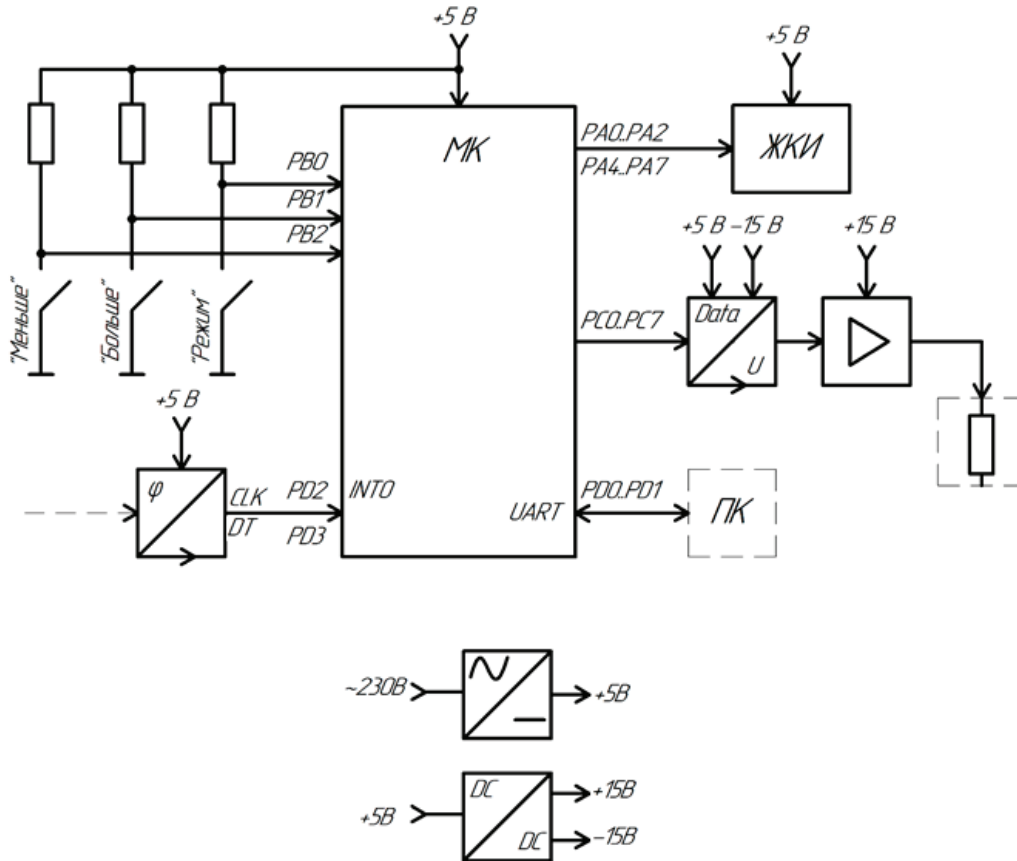 +5 В
+5 В
МК
PA0..PA2
PA4..PA7
ЖКИ
PB0
PB1
PB2
+5 В
-15 В
+15 В
"Меньше"
"Больше"
"Режим"
PC0..PC7
Data
U
+5 В
φ
CLK
DT
PD2
PD3
INT0
UART
PD0..PD1
ПК
~230В
+5В
+5В
DC
DC
+15В
-15В